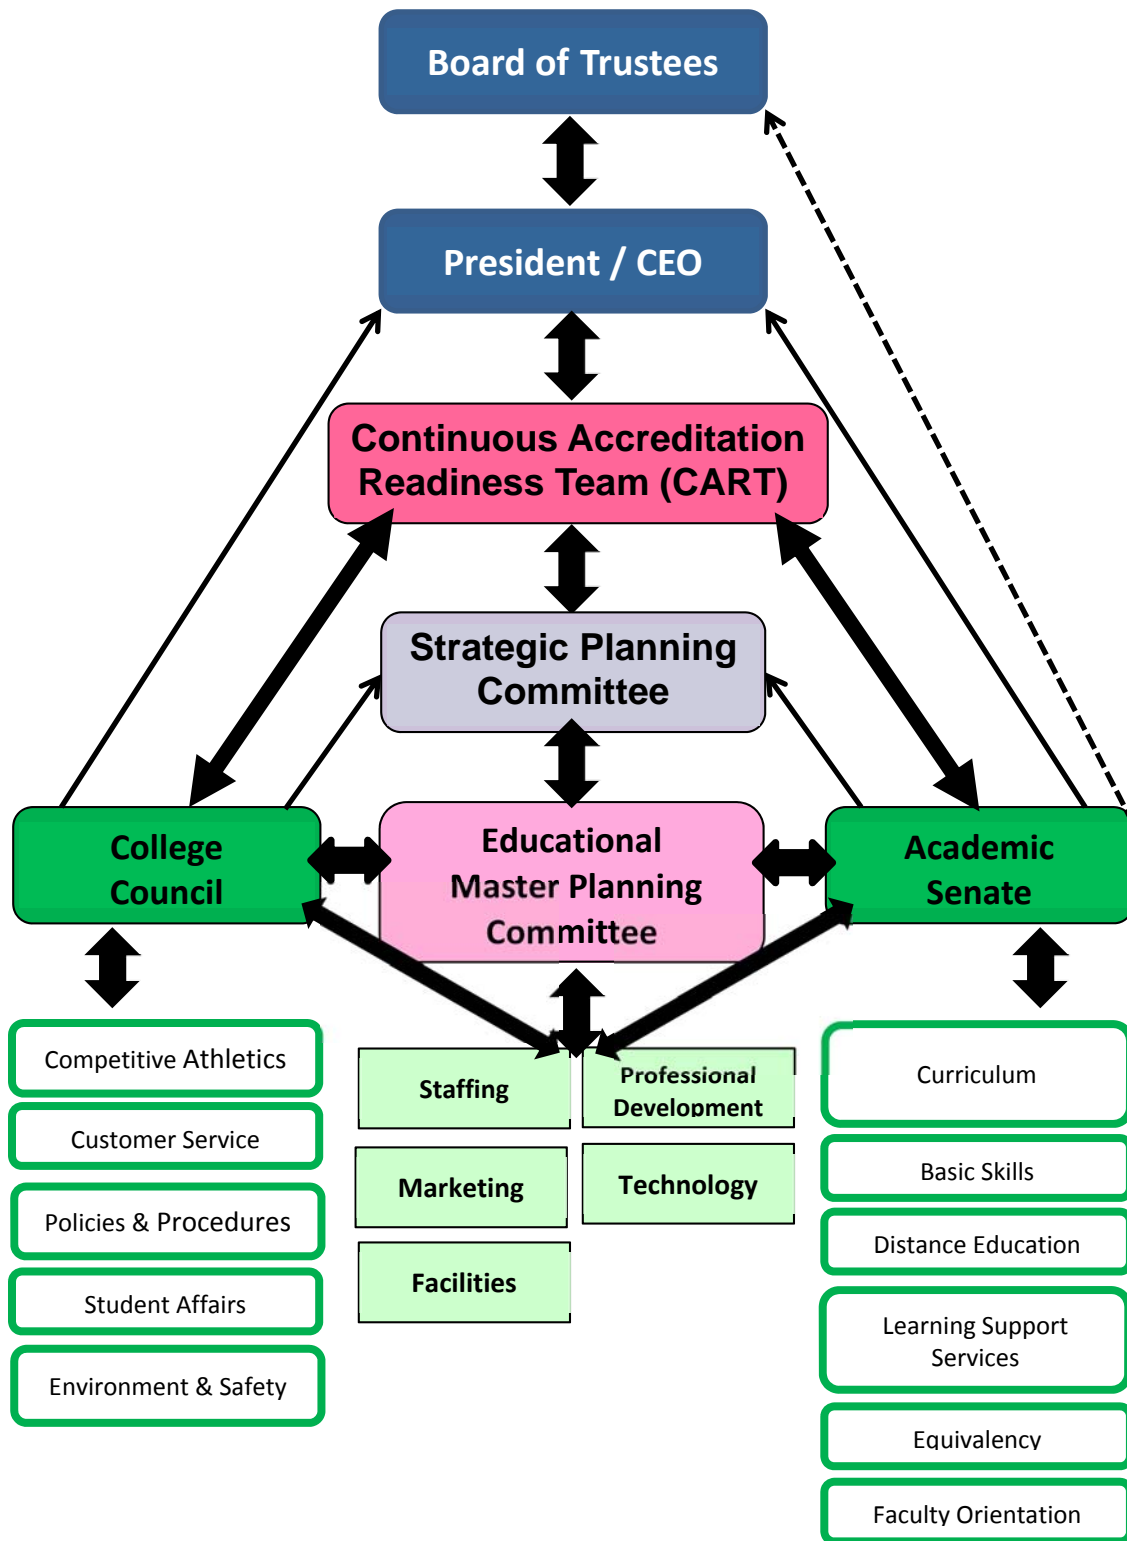 Board of Trustees
President / CEO
Continuous Accreditation
Readiness Team (CART)
Strategic Planning
Committee
College
Council
Educational
Master Planning
Committee
Academic
Senate
Competitive Athletics
Customer Service
Policies & Procedures
Student Affairs
Environment & Safety
Staffing
Professional
Development
Marketing
Technology
Facilities
Curriculum
Basic Skills
Distance Education
Learning Support
Services
Equivalency
Faculty Orientation